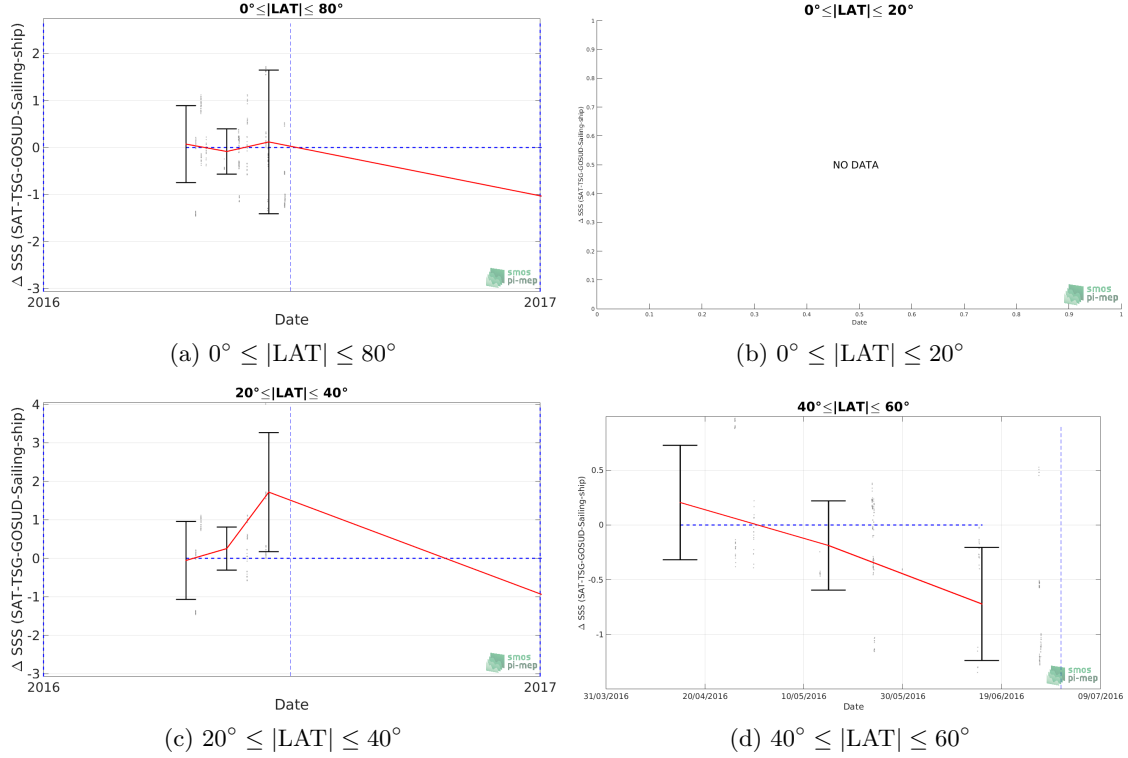 0°≤|LAT|≤ 80°
Δ SSS (SAT-TSG-GOSUD-Sailing-ship)
2
1
0
-1
-2
-3
2016
2017
Date
smos
pi-mep
(a) 0° ≤ |LAT| ≤ 80°
0°≤|LAT|≤ 20°
Δ SSS (SAT-TSG-GOSUD-Sailing-ship)
1
0.9
0.8
0.7
0.6
0.5
0.4
0.3
0.2
0.1
0
NO DATA
0
0.1
0.2
0.3
0.4
0.5
0.6
0.7
0.8
0.9
1
Date
smos
pi-mep
(b) 0° ≤ |LAT| ≤ 20°
20°≤|LAT|≤ 40°
Δ SSS (SAT-TSG-GOSUD-Sailing-ship)
4
3
2
1
0
-1
-2
-3
2016
2017
Date
smos
pi-mep
(c) 20° ≤ |LAT| ≤ 40°
40°≤|LAT|≤ 60°
Δ SSS (SAT-TSG-GOSUD-Sailing-ship)
0.5
0
-0.5
-1
31/03/2016
20/04/2016
10/05/2016
30/05/2016
19/06/2016
09/07/2016
Date
smos
pi-mep
(d) 40° ≤ |LAT| ≤ 60°